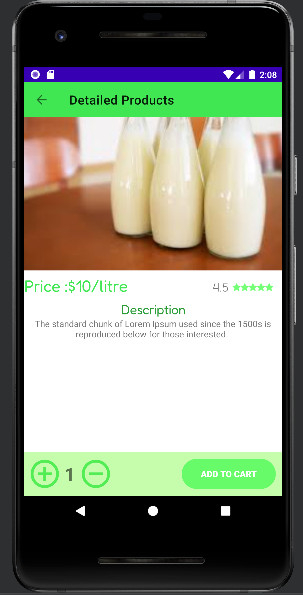 2:08
Detailed Products
Price :$10/litre
4.5
Description
The standard chunk of Lorem Ipsum used since the 1500s is
reproduced below for those interested.
1
ADD TO CART